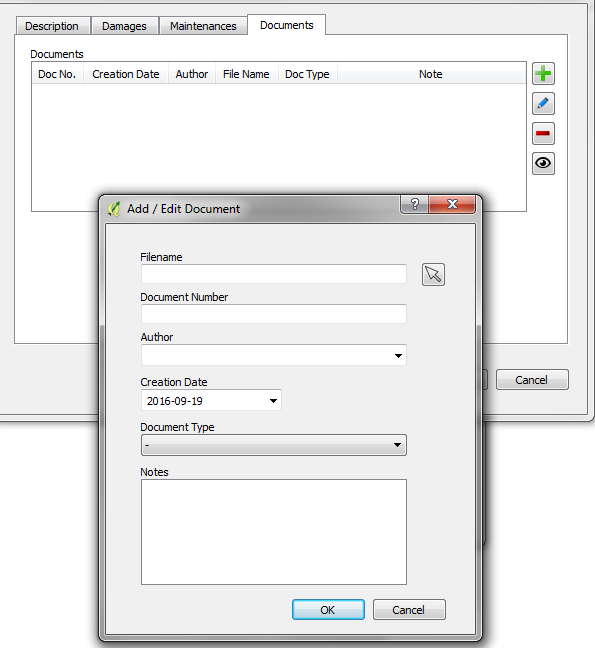 Description Damages Maintenances Documents
Documents
Doc No. Creation Date Author File Name Doc Type Note
Add / Edit Document
Filename
Document Number
Author
Cancel
Creation Date
2016-09-19
Document Type
-
Notes
OK Cancel